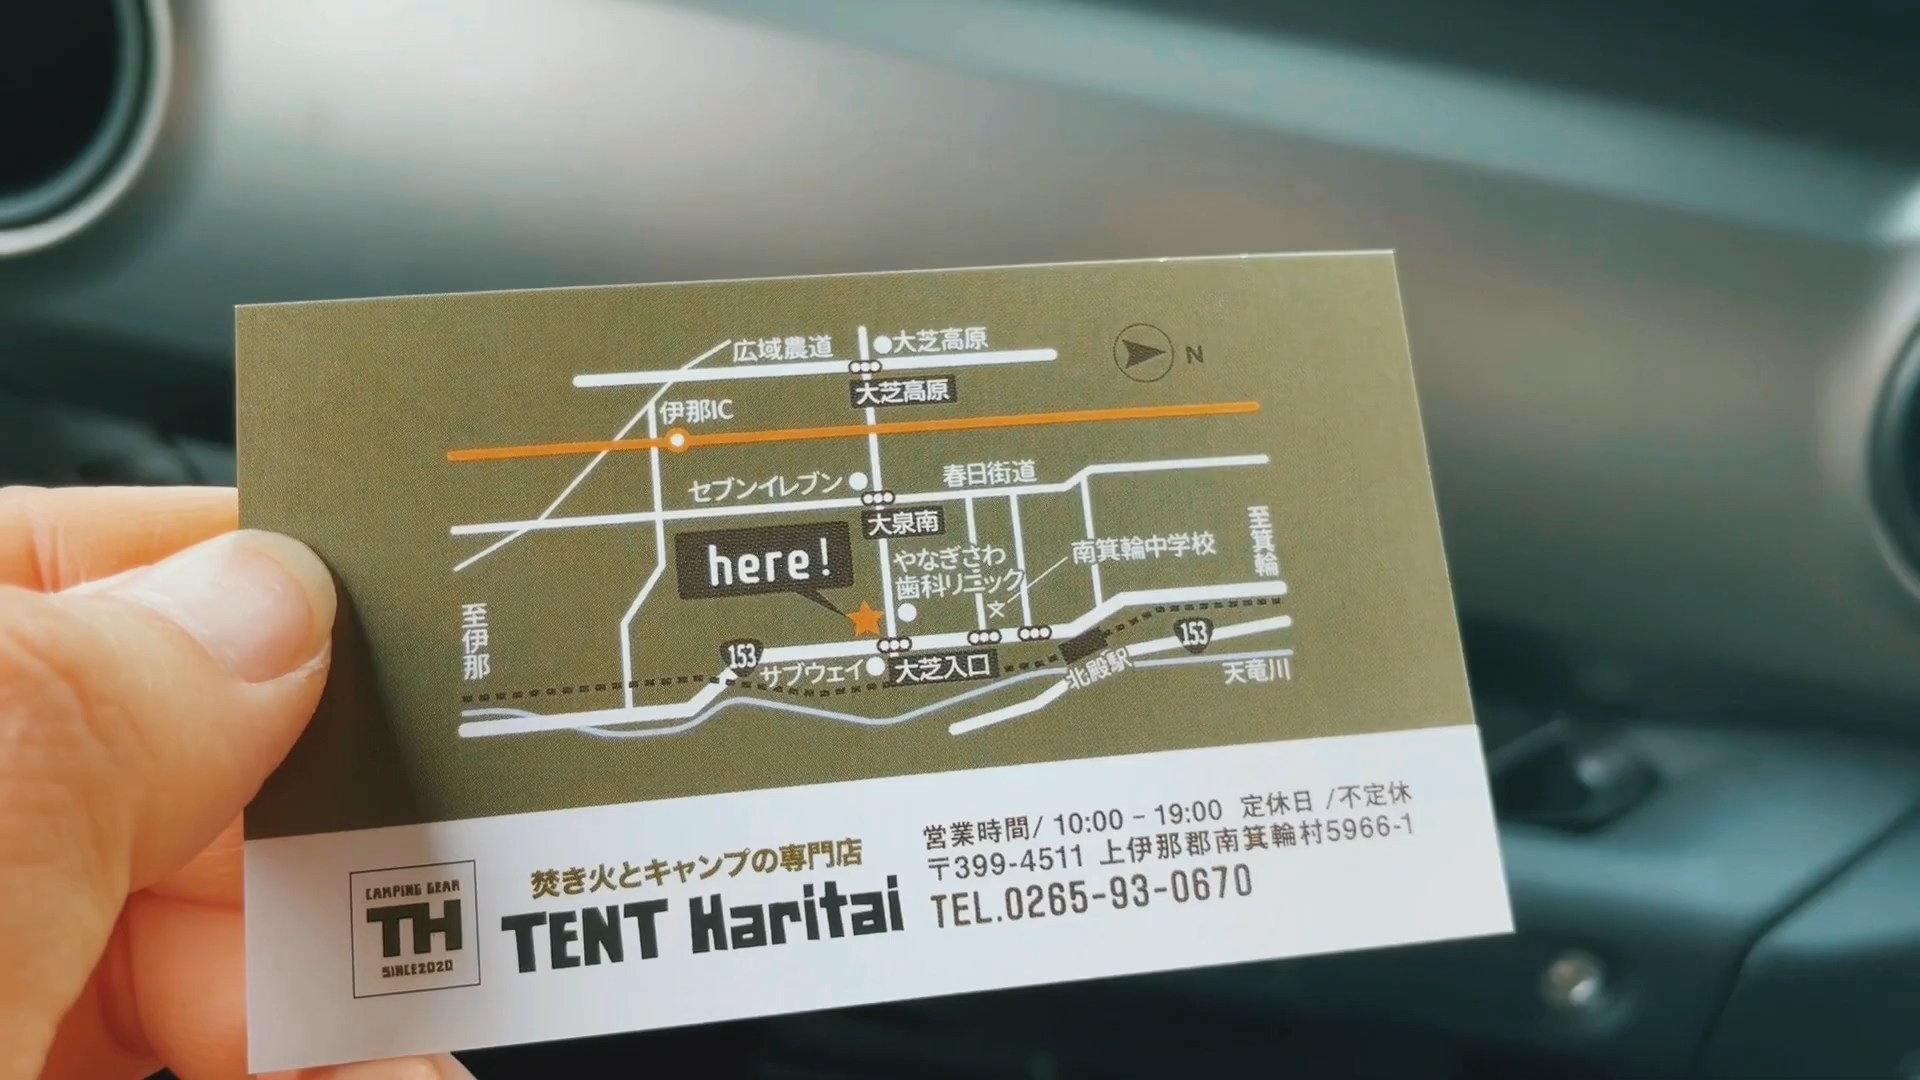 広域農道
大芝高原
N
大芝高原
伊那IC
セブンイレブン
春日街道
大泉南
至箕輪
here!
やなぎさわ
歯科リニック
南箕輪中学校
文
至伊那
153
サブウェイ
大芝入口
153
北殿駅
天竜川
CAMPING GEAR
TH
SINCE2020
焚き火とキャンプの専門店
TENT Haritai
営業時間/ 10:00 - 19:00 定休日 /不定休
〒399-4511 上伊那郡南箕輪村5966-1
TEL.0265-93-0670